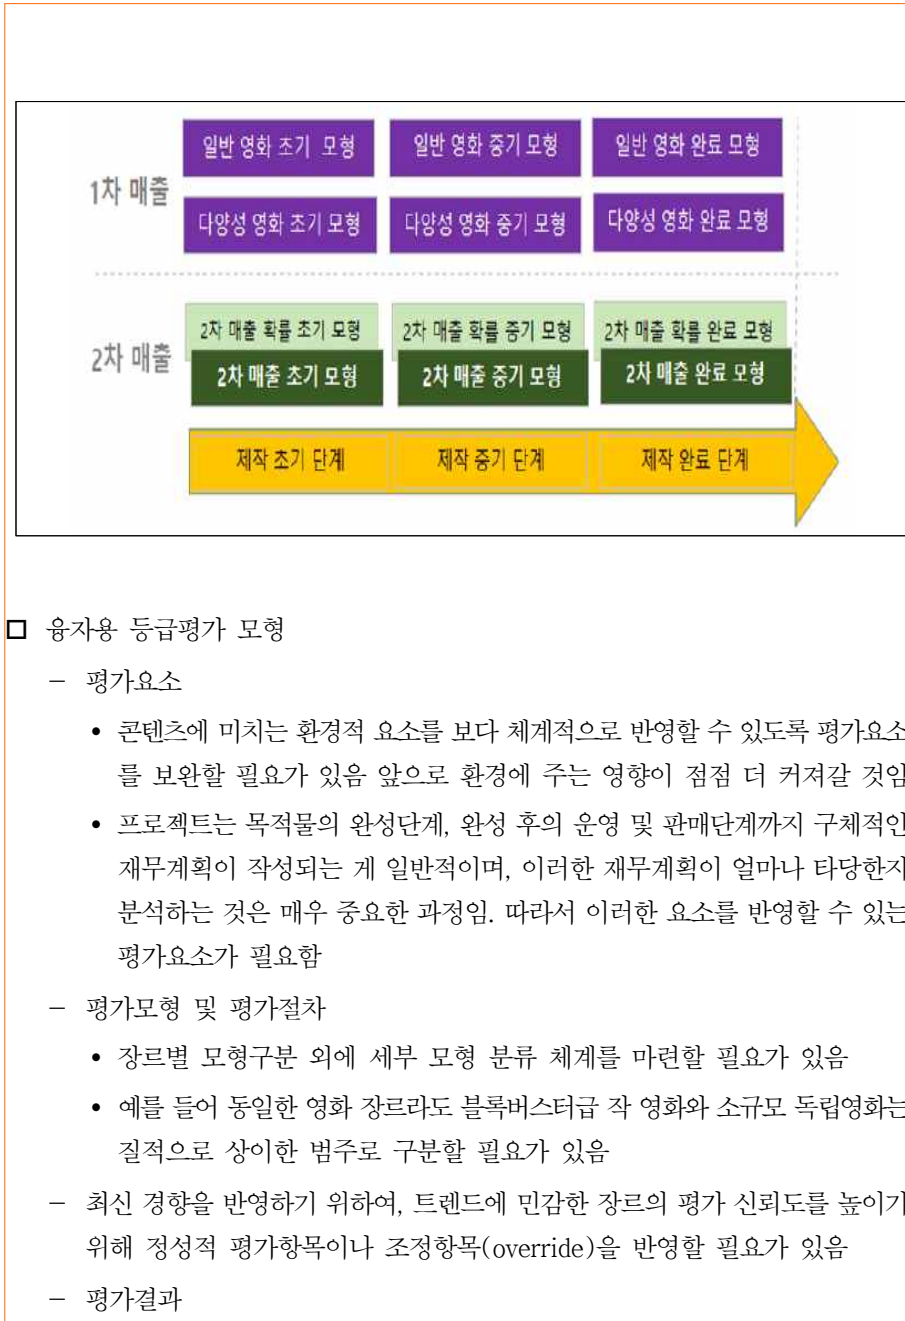 일반 영화 초기 모형 일반 영화 중기 모형 일반 영화 완료 모형
1차 매출
다양성 영화 초기 모형 다양성 영화 중기 모형 다양성 영화 완료 모형
2차 매출 확률 초기 모형 2차 매출 확률 중기 모형 2차 매출 확률 완료 모형
2차 매출
2차 매출 초기 모형 2차 매출 중기 모형 2차 매출 완료 모형
제작 초기 단계 제작 중기 단계 제작 완료 단계
□ 융자용 등급평가 모형
− 평가요소
• 콘텐츠에 미치는 환경적 요소를 보다 체계적으로 반영할 수 있도록 평가요소
를 보완할 필요가 있음 앞으로 환경에 주는 영향이 점점 더 커져갈 것임
• 프로젝트는 목적물의 완성단계, 완성 후의 운영 및 판매단계까지 구체적인
재무계획이 작성되는 게 일반적이며, 이러한 재무계획이 얼마나 타당한지
분석하는 것은 매우 중요한 과정임. 따라서 이러한 요소를 반영할 수 있는
평가요소가 필요함
− 평가모형 및 평가절차
• 장르별 모형구분 외에 세부 모형 분류 체계를 마련할 필요가 있음
• 예를 들어 동일한 영화 장르라도 블록버스터급 작 영화와 소규모 독립영화는
질적으로 상이한 범주로 구분할 필요가 있음
− 최신 경향을 반영하기 위하여, 트렌드에 민감한 장르의 평가 신뢰도를 높이기
위해 정성적 평가항목이나 조정항목(override)을 반영할 필요가 있음
− 평가결과